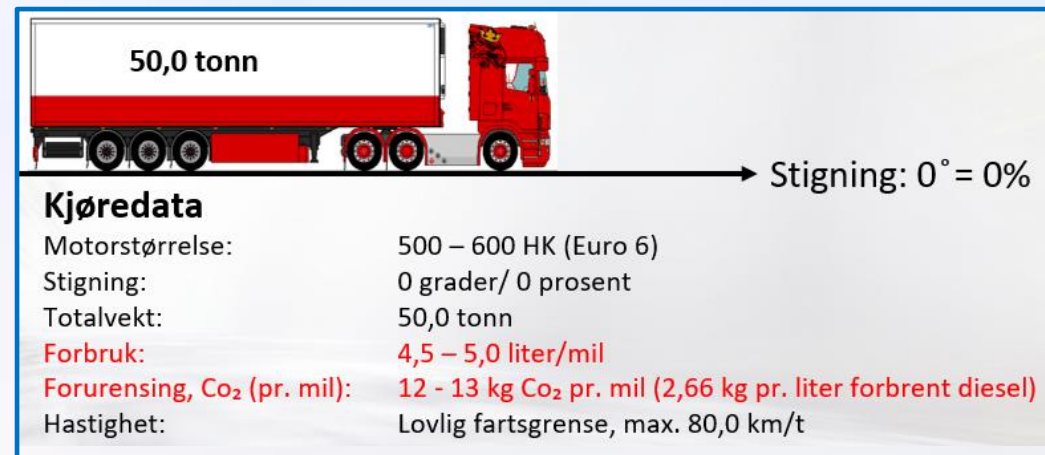 50,0 tonn
Stigning: 0˚= 0%
Kjøredata
Motorstørrelse: 500 – 600 HK (Euro 6)
Stigning: 0 grader/ 0 prosent
Totalvekt: 50,0 tonn
Forbruk: 4,5 – 5,0 liter/mil
Forurensing, Co₂ (pr. mil): 12 - 13 kg Co₂ pr. mil (2,66 kg pr. liter forbrent diesel)
Hastighet: Lovlig fartsgrense, max. 80,0 km/t